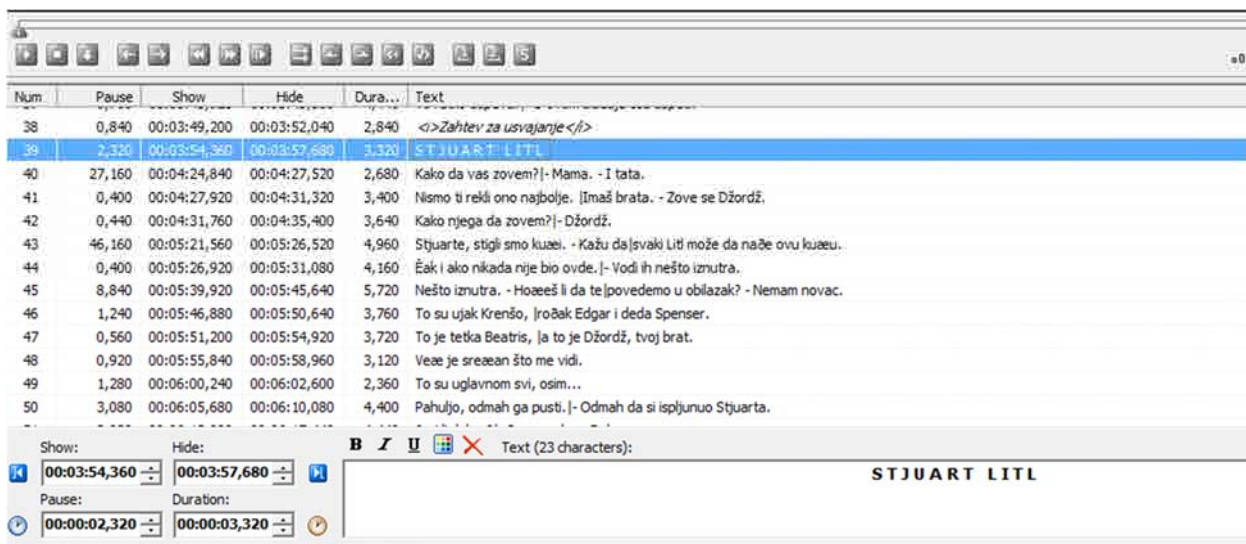 Num Pause Show Hide Dura... Text
38 0,840 00:03:49,200 00:03:52,040 2,840 <i>Zahtev za usvajanje</i>
39 2,320 00:03:54,360 00:03:57,680 3,320 S T J U A R T  L I T L
40 27,160 00:04:24,840 00:04:27,520 2,680 Kako da vas zovem?|- Mama. - I tata.
41 0,400 00:04:27,920 00:04:31,320 3,400 Nismo ti rekli ono najbolje. |Imaš brata. - Zove se Džordž.
42 0,440 00:04:31,760 00:04:35,400 3,640 Kako njega da zovem?|- Džordž.
43 46,160 00:05:21,560 00:05:26,520 4,960 Stjuarte, stigli smo kuæi. - Kažu da|svaki Litl može da naðe ovu kuæu.
44 0,400 00:05:26,920 00:05:31,080 4,160 Èak i ako nikada nije bio ovde.|- Vodi ih nešto iznutra.
45 8,840 00:05:39,920 00:05:45,640 5,720 Nešto iznutra. - Hoæeš li da te|povedemo u obilazak? - Nemam novac.
46 1,240 00:05:46,880 00:05:50,640 3,760 To su ujak Krenšo, |roðak Edgar i deda Spenser.
47 0,560 00:05:51,200 00:05:54,920 3,720 To je tetka Beatris, |a to je Džordž, tvoj brat.
48 0,920 00:05:55,840 00:05:58,960 3,120 Veæ je sreæan što me vidi.
49 1,280 00:06:00,240 00:06:02,600 2,360 To su uglavnom svi, osim...
50 3,080 00:06:05,680 00:06:10,080 4,400 Pahuljo, odmah ga pusti.|- Odmah da si ispljunuo Stjuarta.
Show: Hide: B I U Text (23 characters):
00:03:54,360 00:03:57,680 S T J U A R T  L I T L
Pause: Duration:
00:00:02,320 00:00:03,320